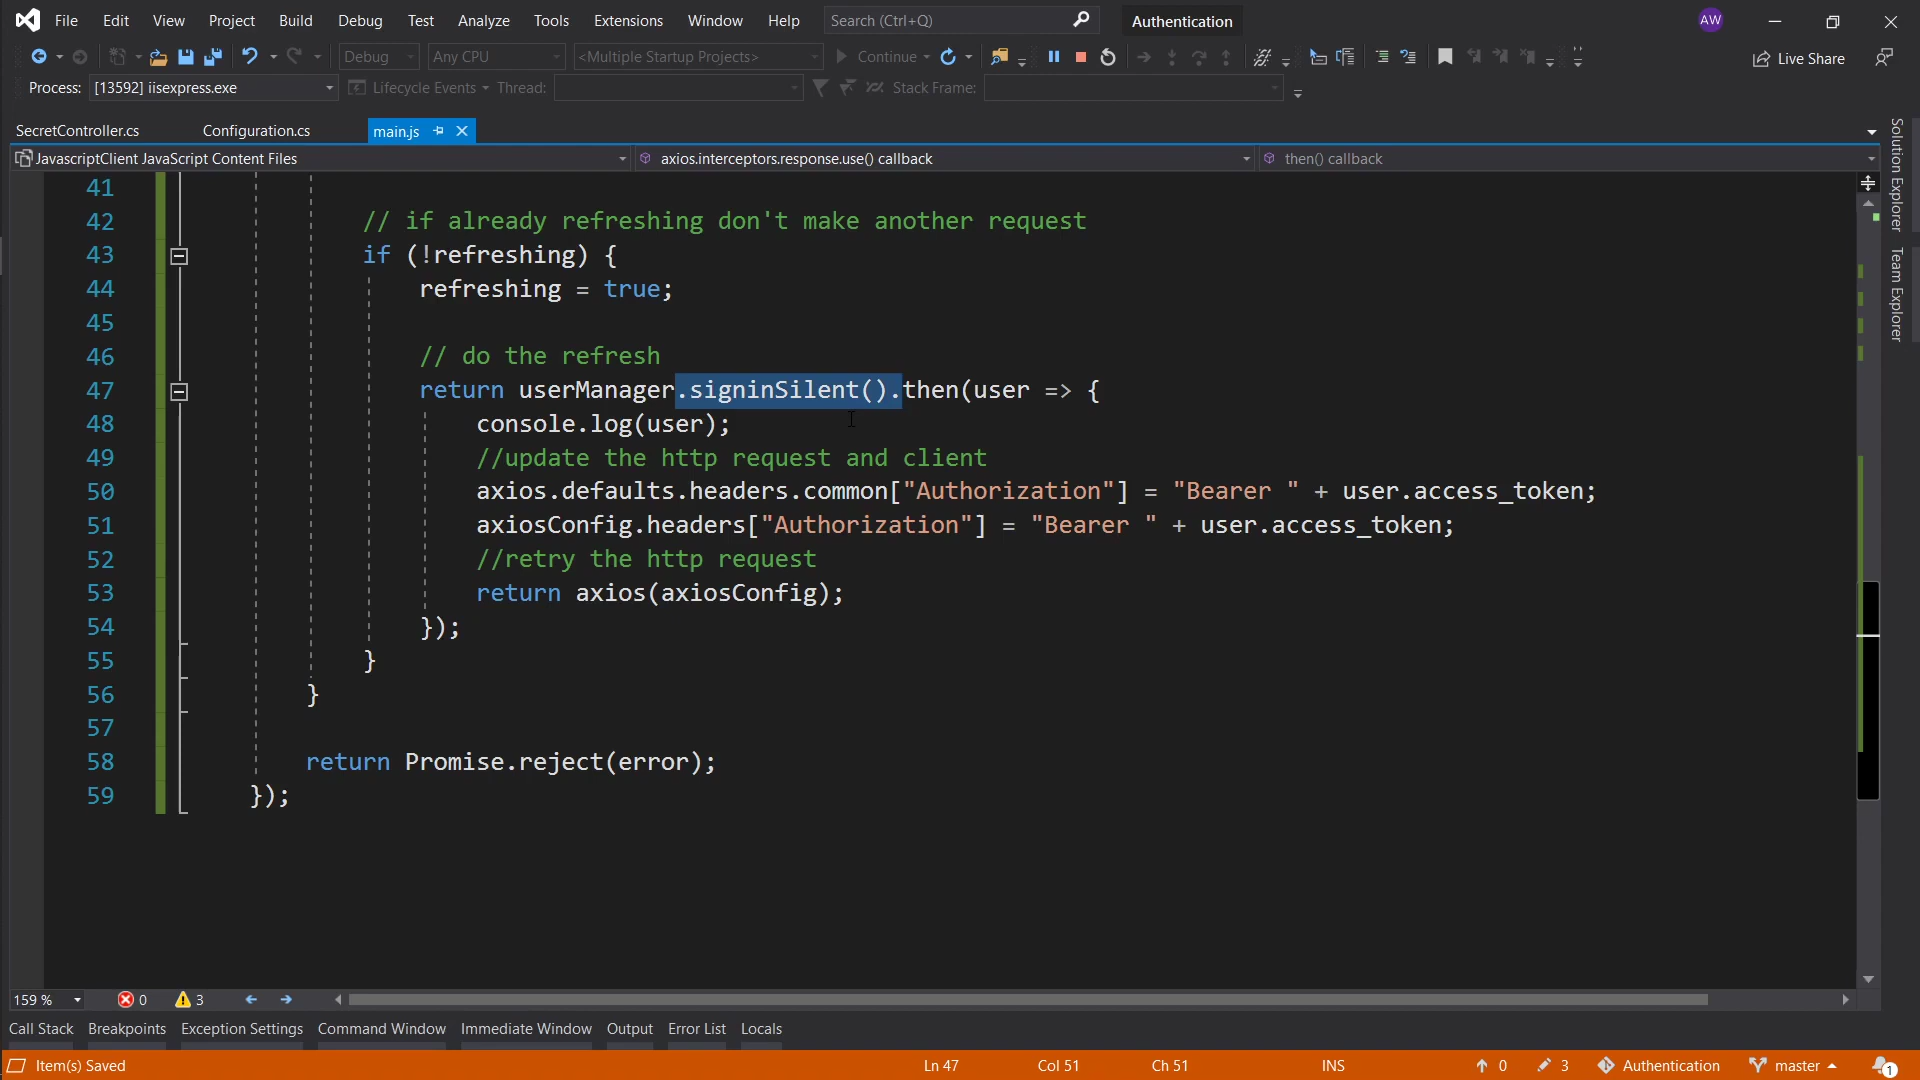 File Edit View Project Build Debug Test Analyze Tools Extensions Window Help Search (Ctrl+Q) Authentication AW
Debug Any CPU <Multiple Startup Projects> Continue Live Share
Process: [13592] iisexpress.exe Lifecycle Events Thread: Stack Frame:
SecretController.cs Configuration.cs main.js
JavascriptClient JavaScript Content Files axios.interceptors.response.use() callback then() callback
Solution Explorer
Team Explorer
41
42 // if already refreshing don't make another request
43 if (!refreshing) {
44 refreshing = true;
45
46 // do the refresh
47 return userManager.signinSilent().then(user => {
48 console.log(user);
49 //update the http request and client
50 axios.defaults.headers.common["Authorization"] = "Bearer " + user.access_token;
51 axiosConfig.headers["Authorization"] = "Bearer " + user.access_token;
52 //retry the http request
53 return axios(axiosConfig);
54 });
55 }
56 }
57
58 return Promise.reject(error);
59 });
159 % 0 3
Call Stack Breakpoints Exception Settings Command Window Immediate Window Output Error List Locals
Item(s) Saved Ln 47 Col 51 Ch 51 INS 0 3 Authentication master 1